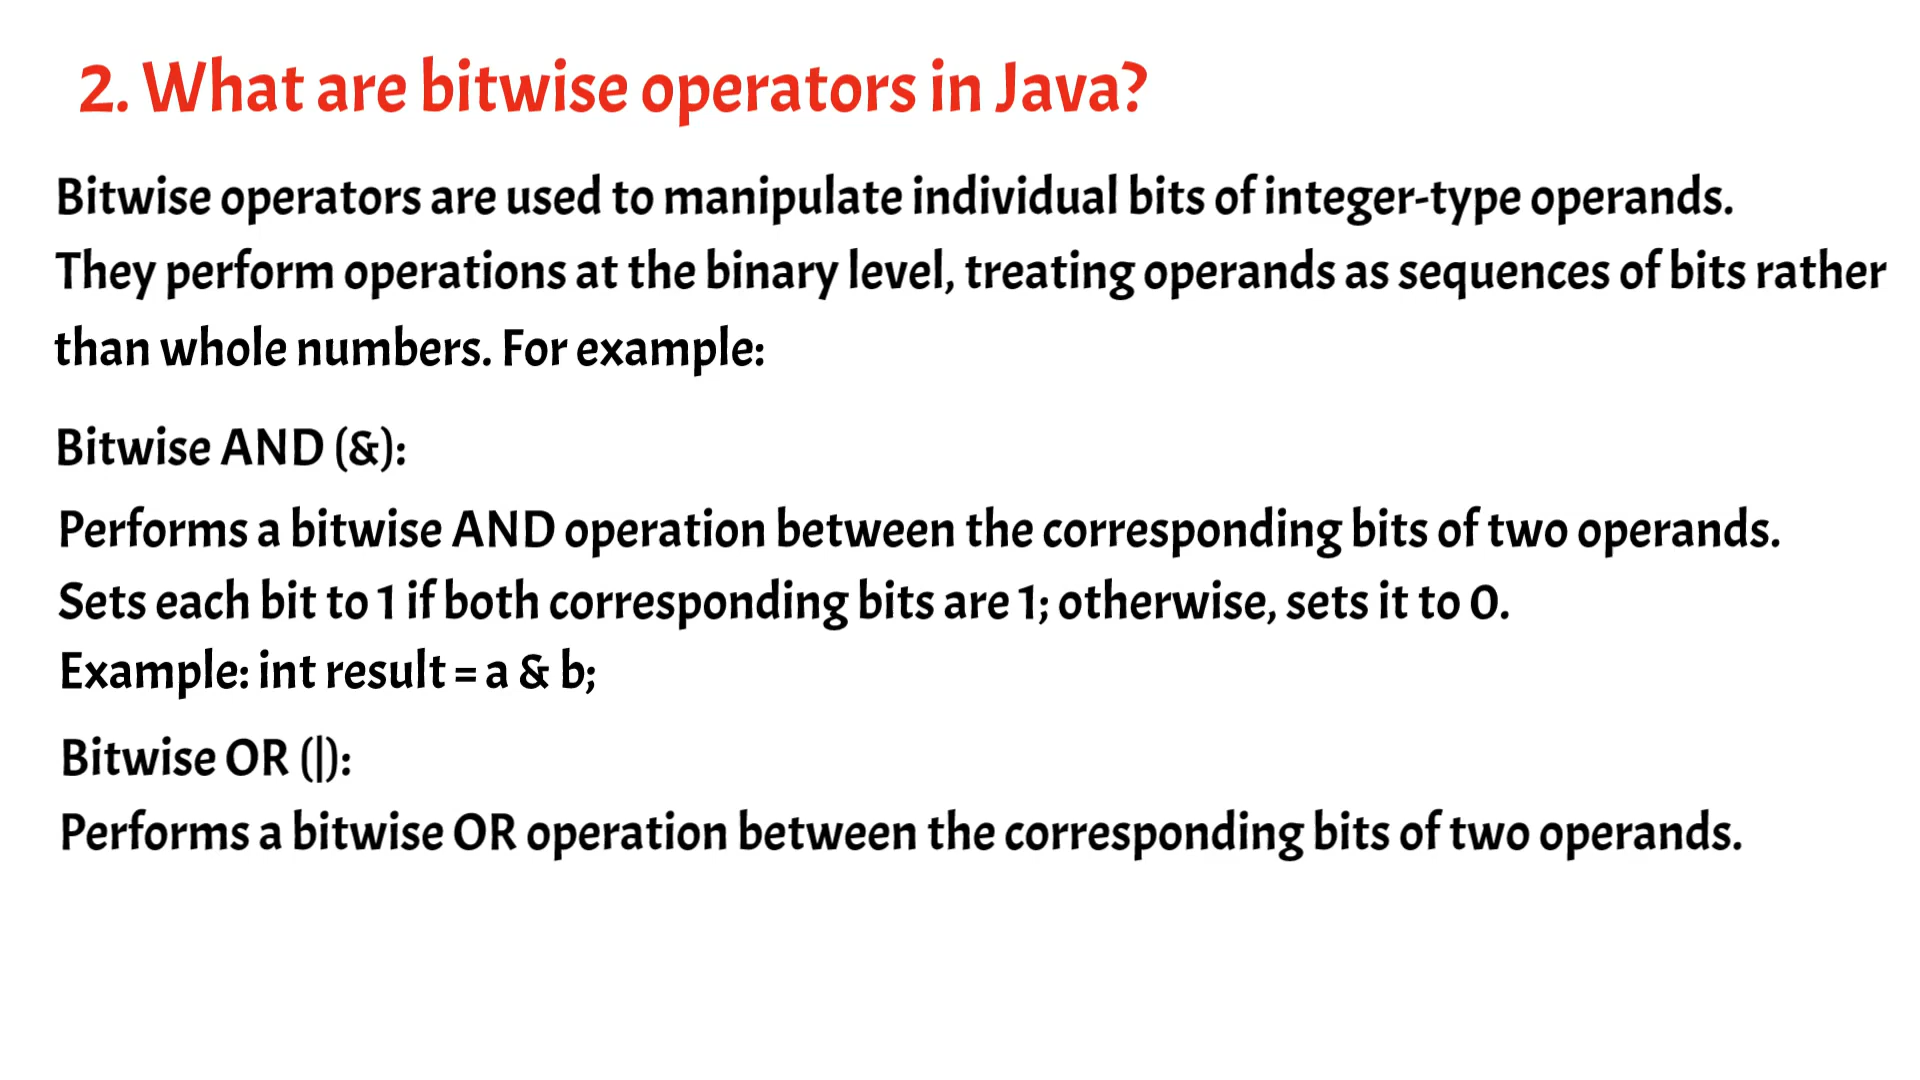 2. What are bitwise operators in Java?
Bitwise operators are used to manipulate individual bits of integer-type operands.
They perform operations at the binary level, treating operands as sequences of bits rather
than whole numbers. For example:
Bitwise AND (&):
Performs a bitwise AND operation between the corresponding bits of two operands.
Sets each bit to 1 if both corresponding bits are 1; otherwise, sets it to 0.
Example: int result = a & b;
Bitwise OR (|):
Performs a bitwise OR operation between the corresponding bits of two operands.